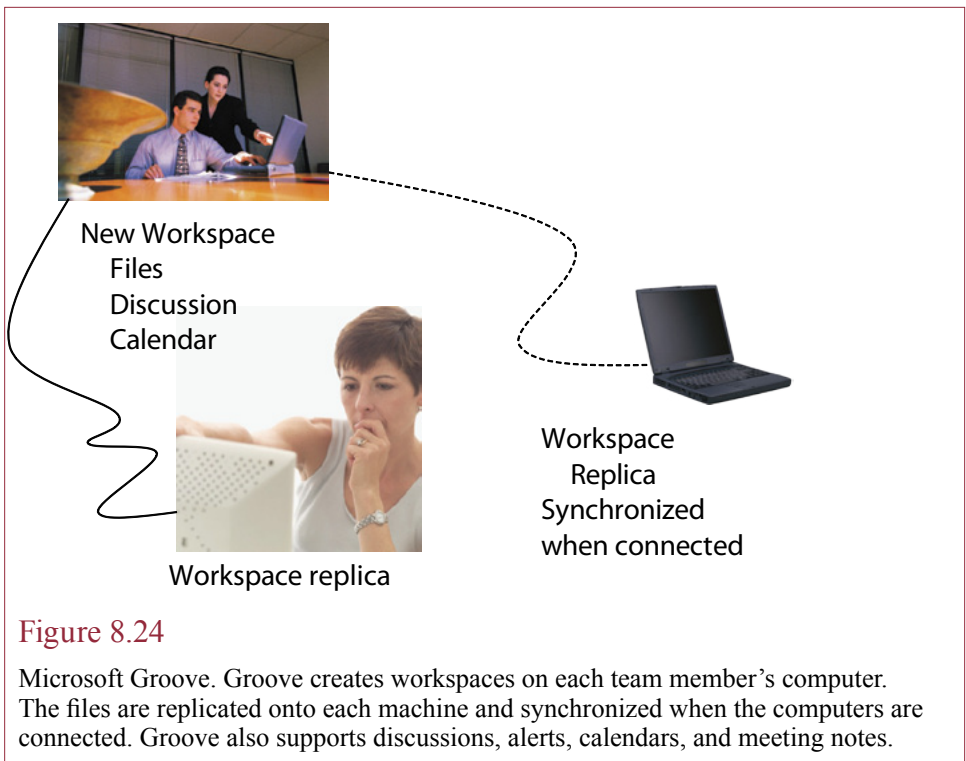 New Workspace
Files
Discussion
Calendar
Workspace replica
Workspace
Replica
Synchronized
when connected
Figure 8.24
Microsoft Groove. Groove creates workspaces on each team member’s computer.
The files are replicated onto each machine and synchronized when the computers are
connected. Groove also supports discussions, alerts, calendars, and meeting notes.